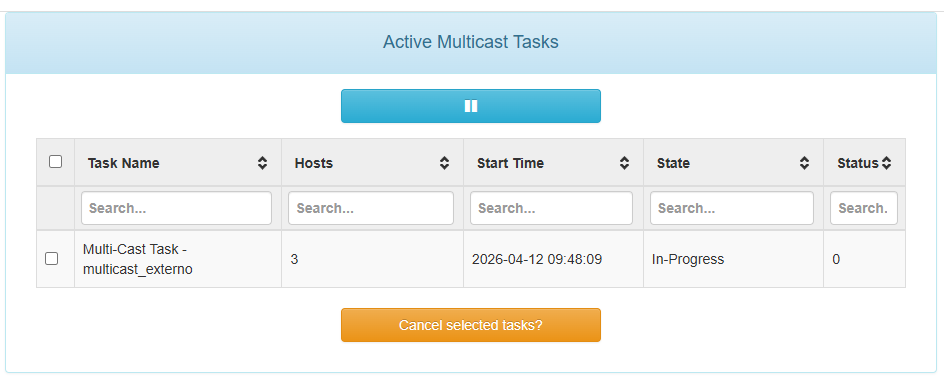 Active Multicast Tasks
Task Name Hosts Start Time State Status
Search... Search... Search... Search... Search.
Multi-Cast Task -
multicast_externo 3 2026-04-12 09:48:09 In-Progress 0
Cancel selected tasks?